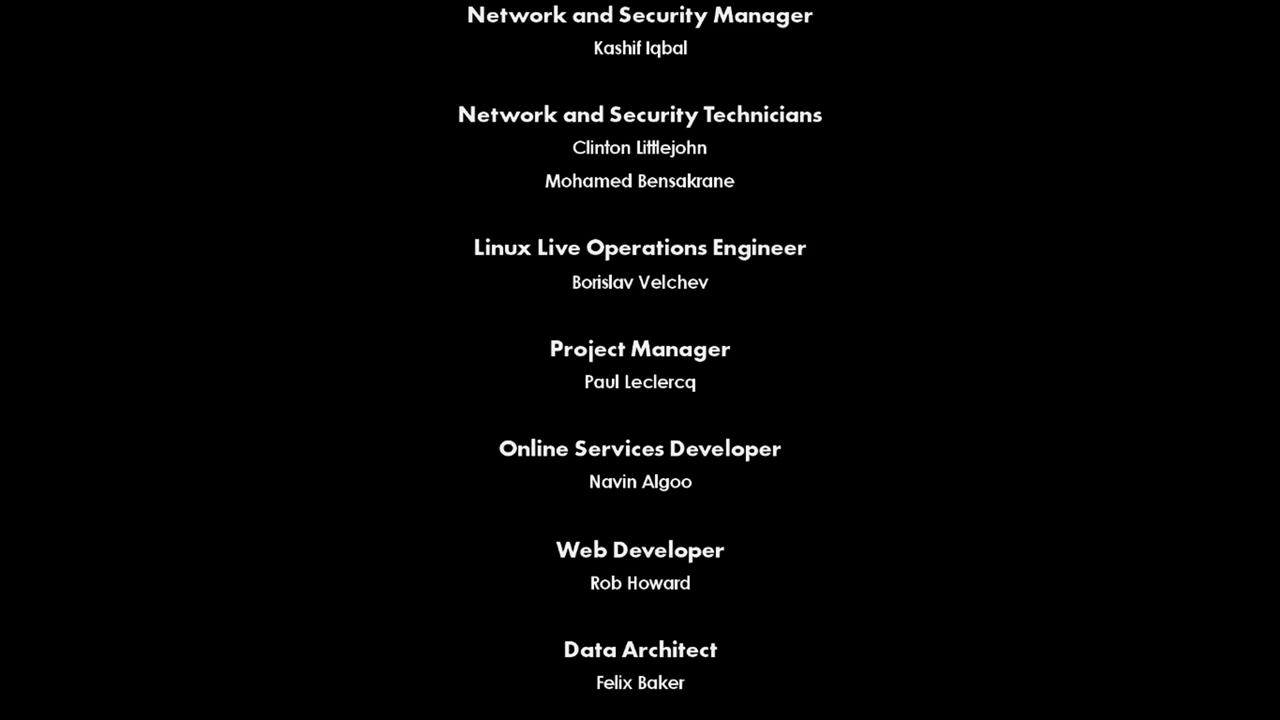 Network and Security Manager
Kashif Iqbal
Network and Security Technicians
Clinton Littlejohn
Mohamed Bensakrane
Linux Live Operations Engineer
Borislav Velchev
Project Manager
Paul Leclercq
Online Services Developer
Navin Algoo
Web Developer
Rob Howard
Data Architect
Felix Baker